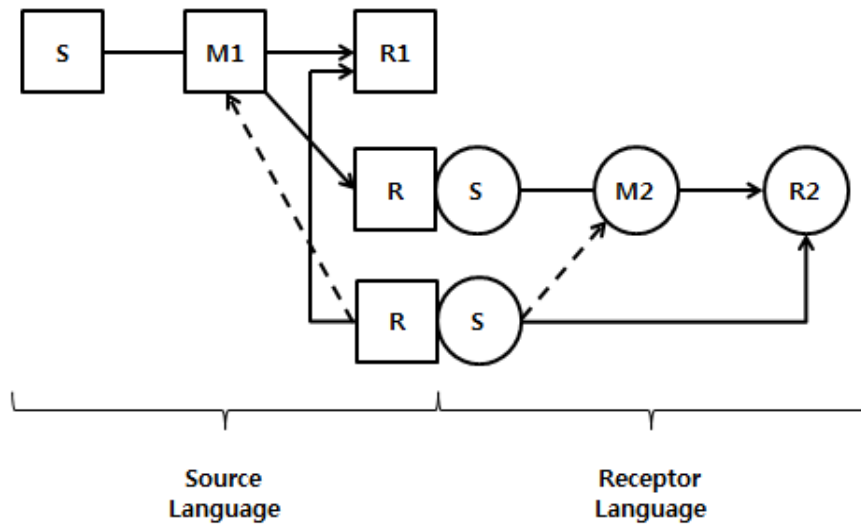 S M1 R1
R S M2 R2
R S
Source Receptor
Language Language